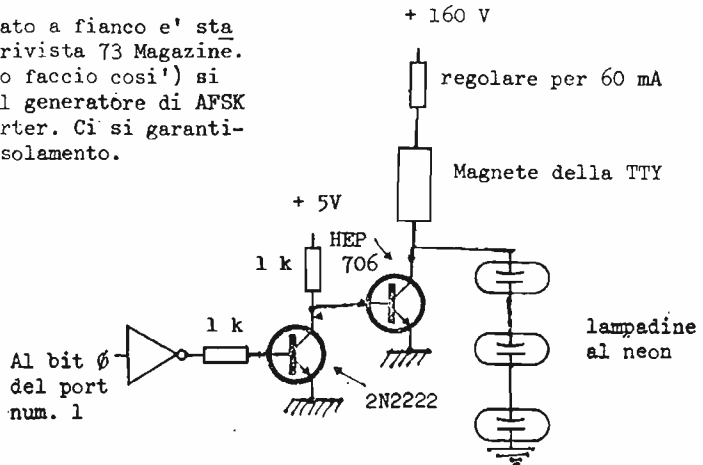 ato a fianco e' sta
rivista 73 Magazine.
o faccio cosi') si
l generatore di AFSK
rter. Ci si garanti-
solamento.
+ 160 V
regolare per 60 mA
Magnete della TTY
+ 5V
HEP
706
1 k
1 k
Al bit Ø
del port
num. 1
2N2222
lampadine
al neon